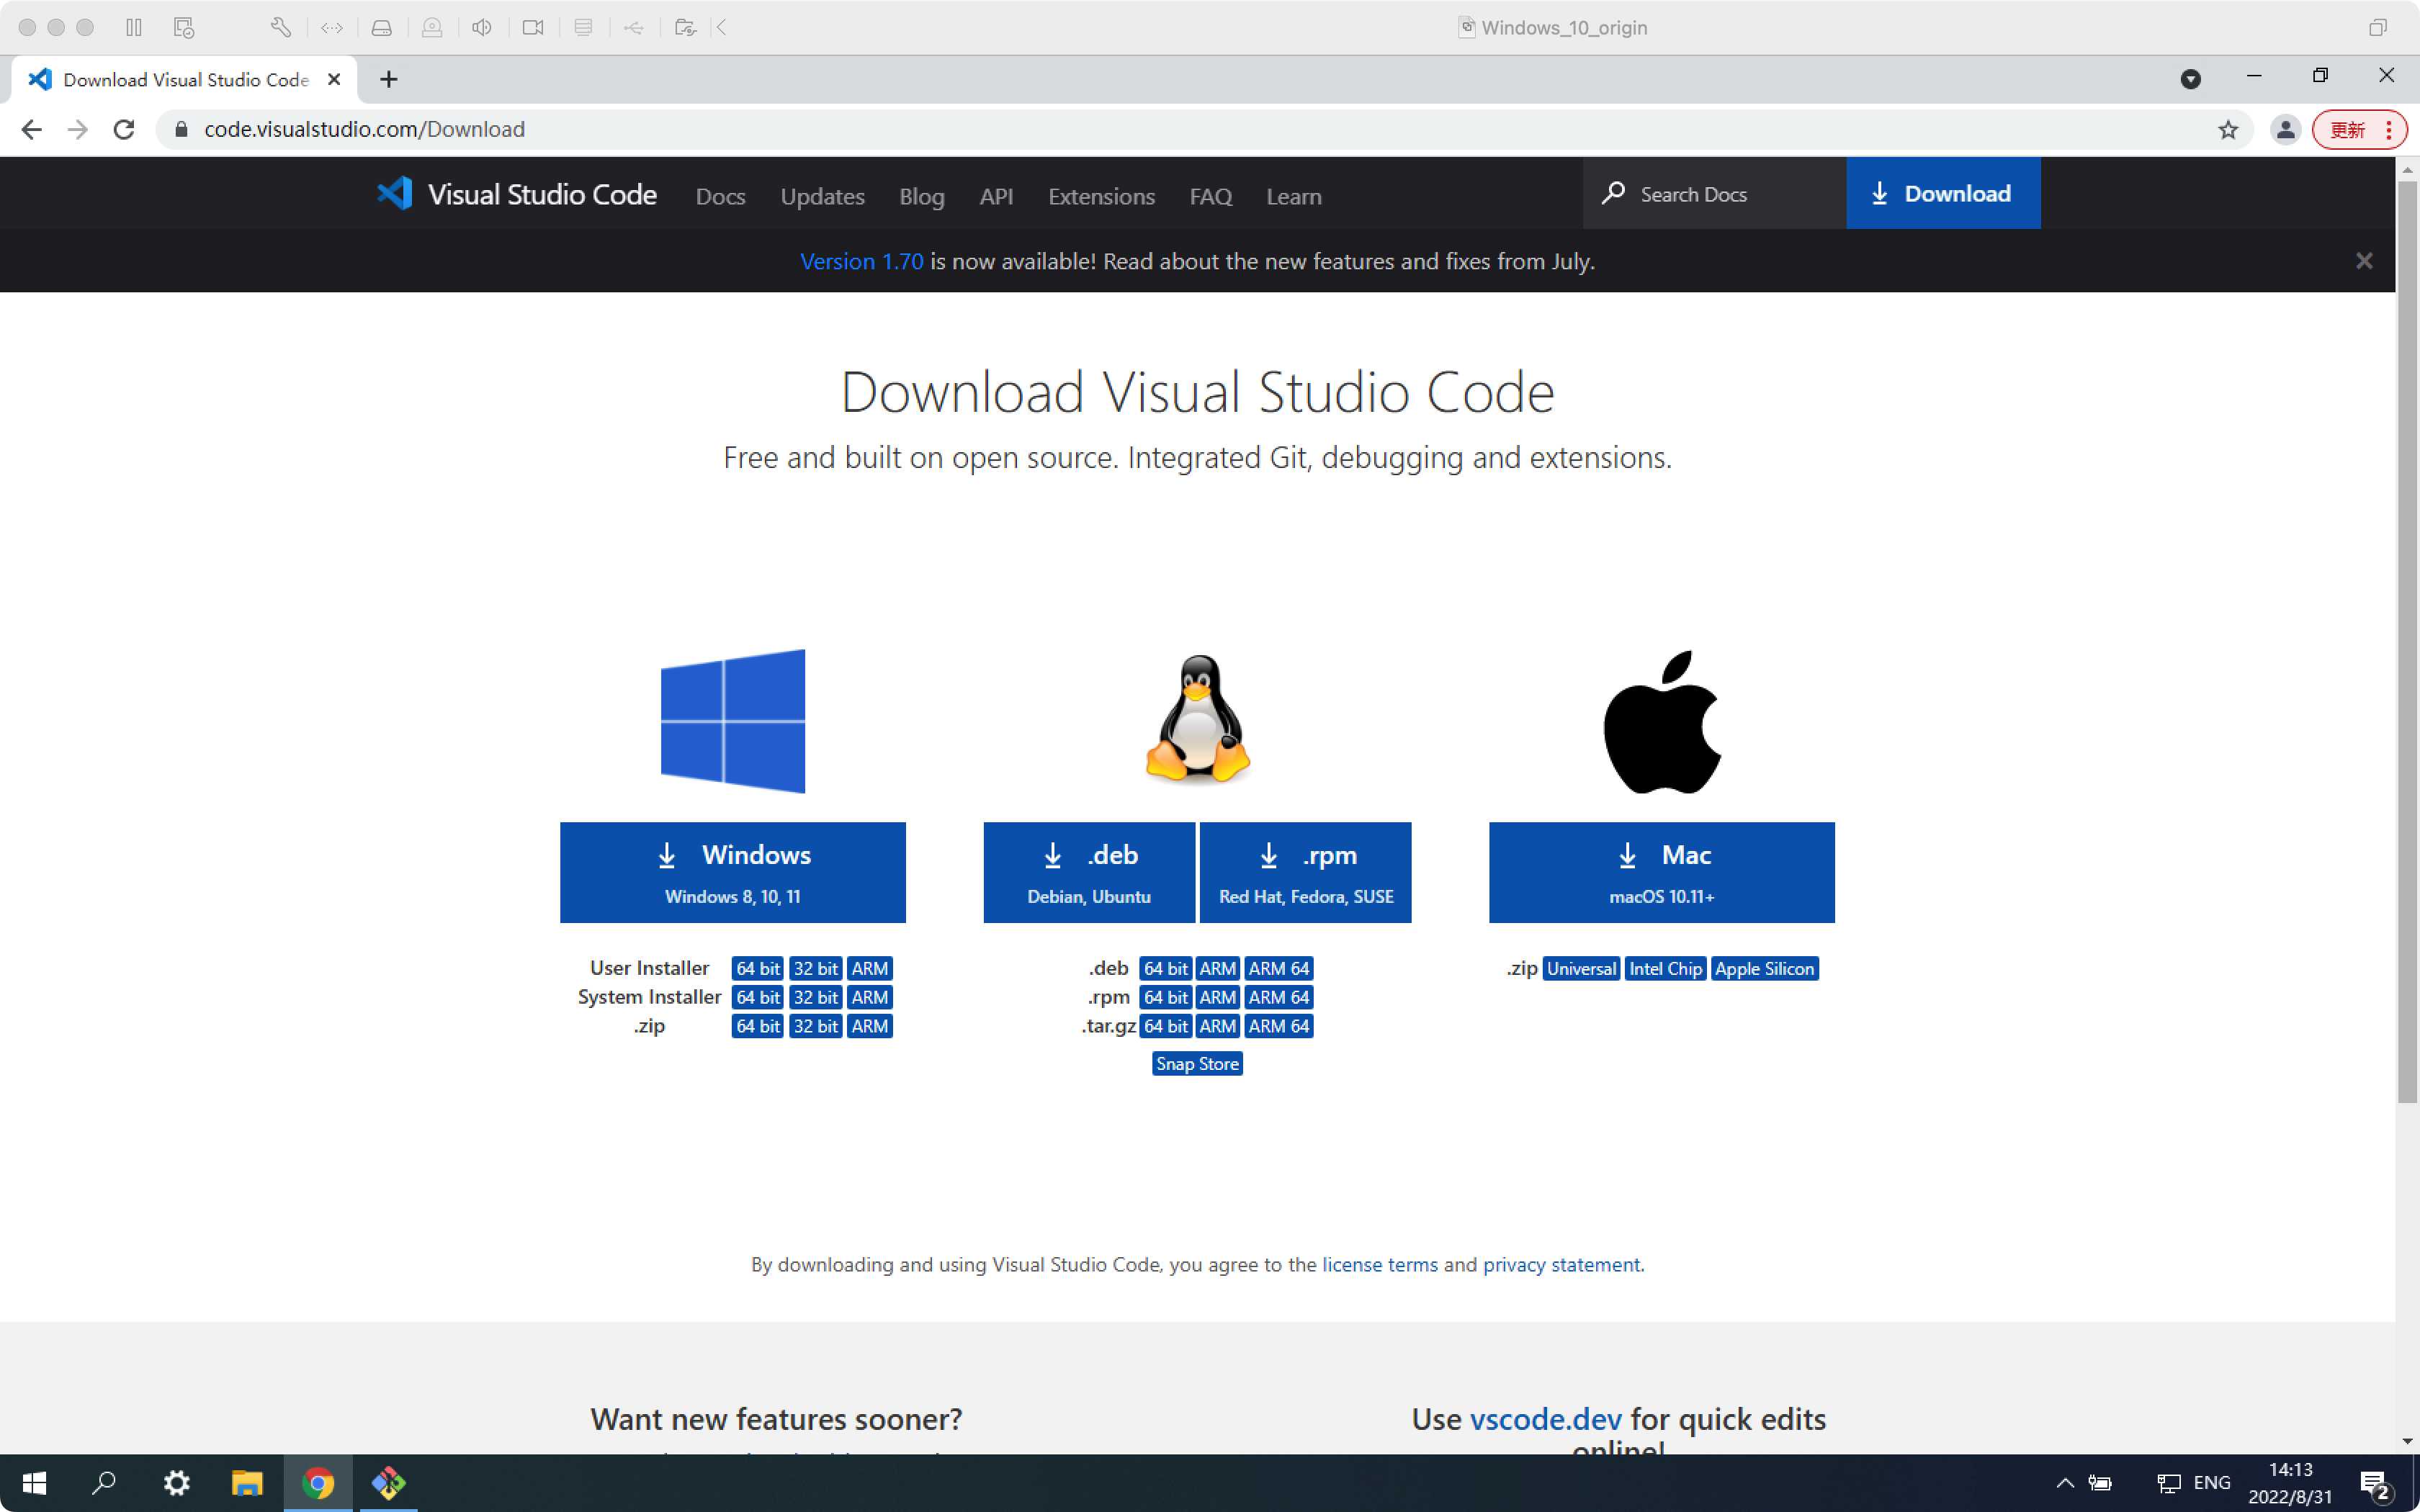 Windows_10_origin
Download Visual Studio Code
code.visualstudio.com/Download
更新
Visual Studio Code
Docs
Updates
Blog
API
Extensions
FAQ
Learn
Search Docs
Download
Version 1.70 is now available! Read about the new features and fixes from July.
Download Visual Studio Code
Free and built on open source. Integrated Git, debugging and extensions.
Windows
Windows 8, 10, 11
User Installer 64 bit 32 bit ARM
System Installer 64 bit 32 bit ARM
.zip 64 bit 32 bit ARM
.deb
Debian, Ubuntu
.rpm
Red Hat, Fedora, SUSE
.deb 64 bit ARM ARM 64
.rpm 64 bit ARM ARM 64
.tar.gz 64 bit ARM ARM 64
Snap Store
Mac
macOS 10.11+
.zip Universal Intel Chip Apple Silicon
By downloading and using Visual Studio Code, you agree to the license terms and privacy statement.
Want new features sooner?
Use vscode.dev for quick edits
online!
ENG
14:13
2022/8/31
2